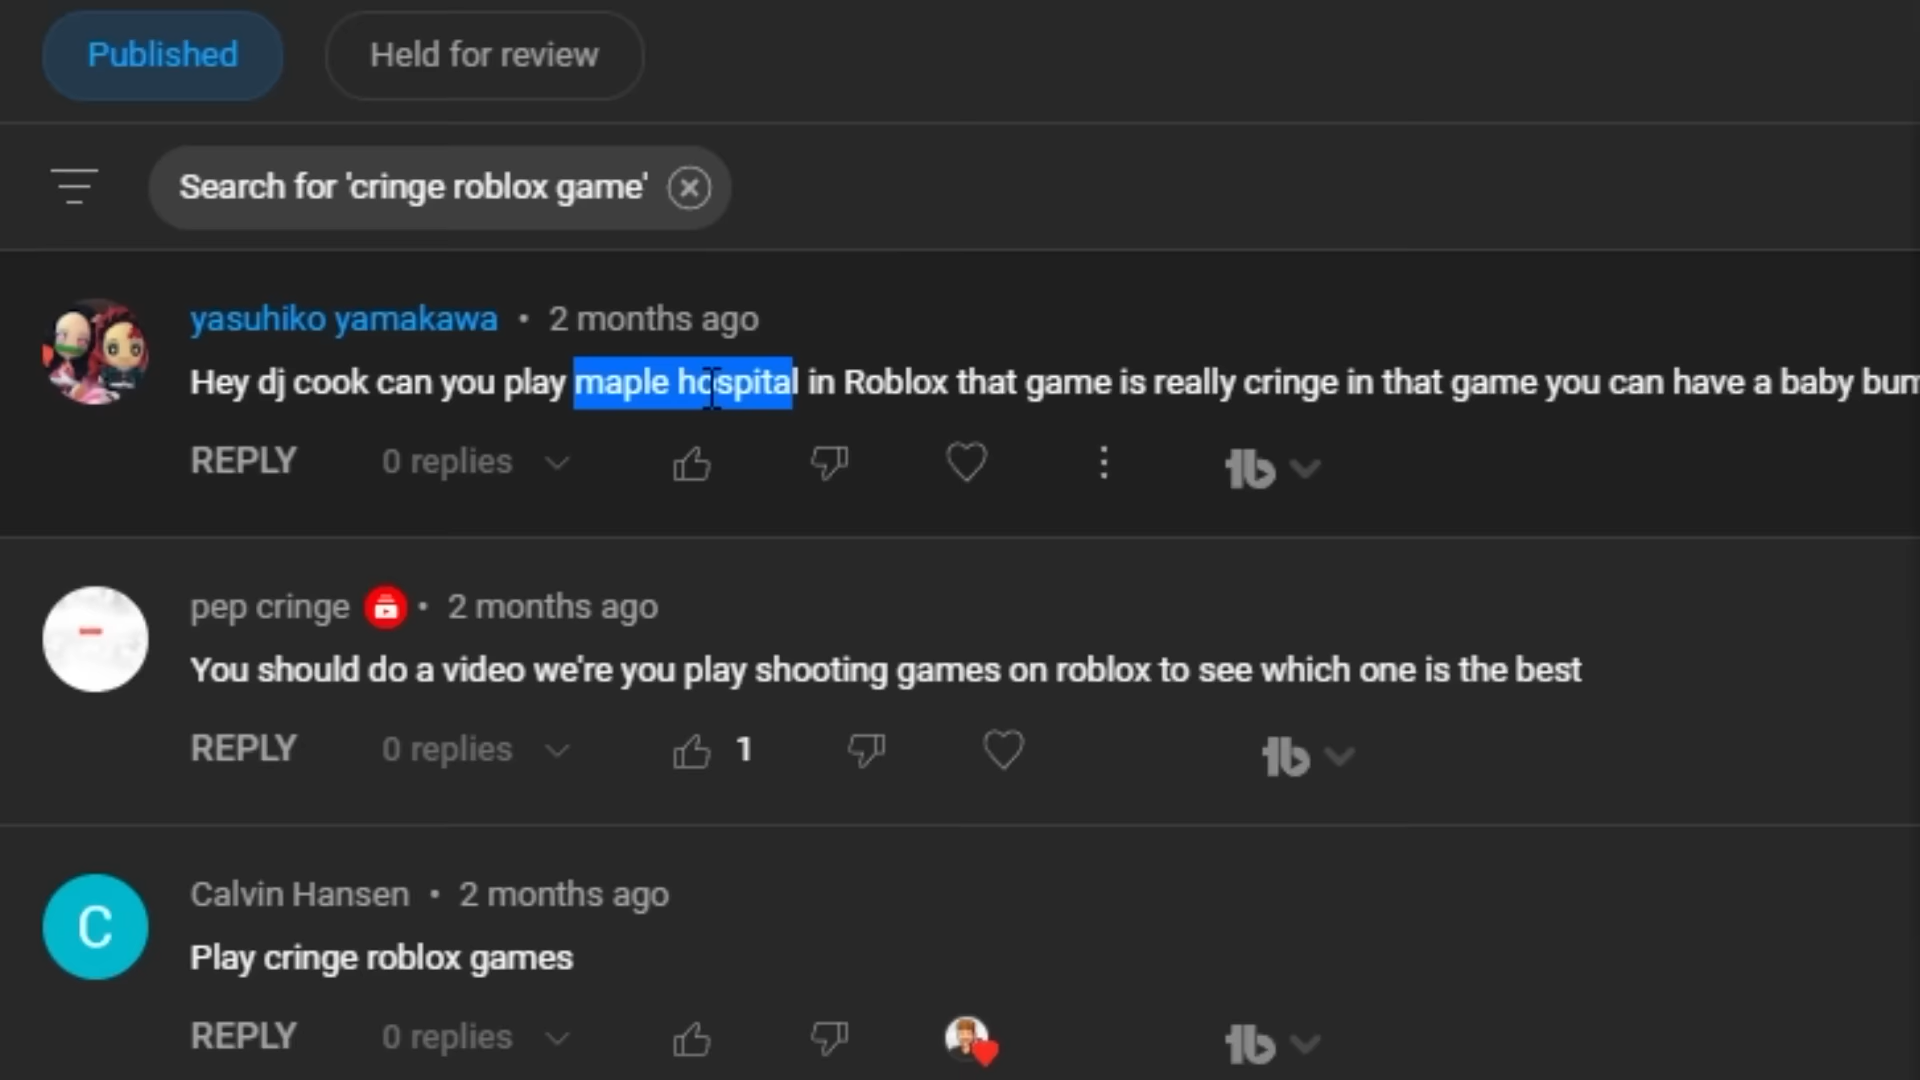 Published
Held for review
Search for 'cringe roblox game'
yasuhiko yamakawa • 2 months ago
Hey dj cook can you play maple hospital in Roblox that game is really cringe in that game you can have a baby
REPLY 0 replies
pep cringe • 2 months ago
You should do a video we're you play shooting games on roblox to see which one is the best
REPLY 0 replies 1
C
Calvin Hansen • 2 months ago
Play cringe roblox games
REPLY 0 replies